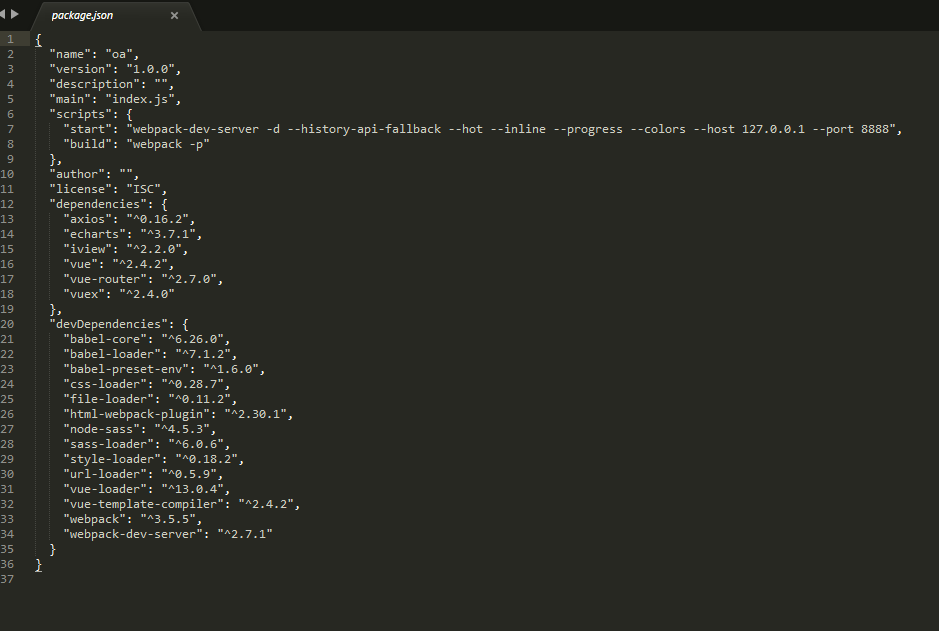 package.json
1 {
2 "name": "oa",
3 "version": "1.0.0",
4 "description": "",
5 "main": "index.js",
6 "scripts": {
7 "start": "webpack-dev-server -d --history-api-fallback --hot --inline --progress --colors --host 127.0.0.1 --port 8888",
8 "build": "webpack -p"
9 },
10 "author": "",
11 "license": "ISC",
12 "dependencies": {
13 "axios": "^0.16.2",
14 "echarts": "^3.7.1",
15 "iview": "^2.2.0",
16 "vue": "^2.4.2",
17 "vue-router": "^2.7.0",
18 "vuex": "^2.4.0"
19 },
20 "devDependencies": {
21 "babel-core": "^6.26.0",
22 "babel-loader": "^7.1.2",
23 "babel-preset-env": "^1.6.0",
24 "css-loader": "^0.28.7",
25 "file-loader": "^0.11.2",
26 "html-webpack-plugin": "^2.30.1",
27 "node-sass": "^4.5.3",
28 "sass-loader": "^6.0.6",
29 "style-loader": "^0.18.2",
30 "url-loader": "^0.5.9",
31 "vue-loader": "^13.0.4",
32 "vue-template-compiler": "^2.4.2",
33 "webpack": "^3.5.5",
34 "webpack-dev-server": "^2.7.1"
35 }
36 }
37